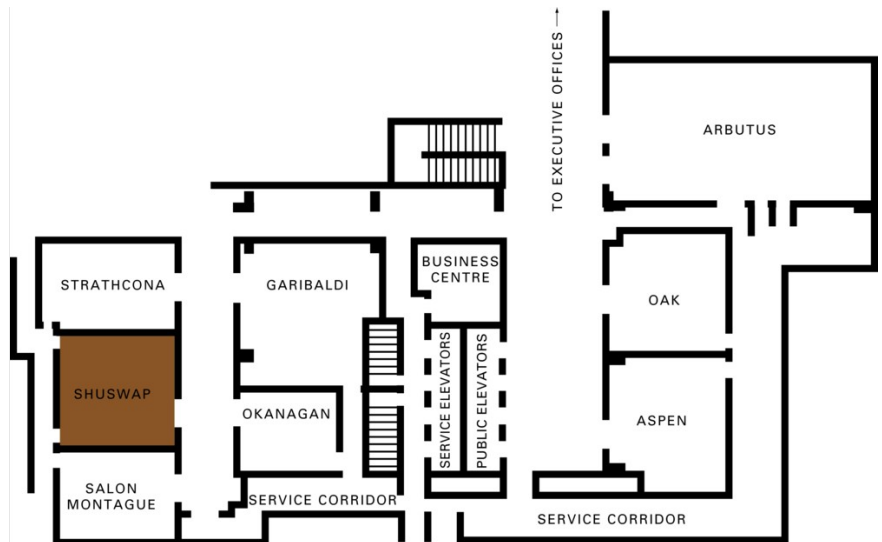 TO EXECUTIVE OFFICES →
ARBUTUS
STRATHCONA
GARIBALDI
BUSINESS
CENTRE
OAK
SHUSWAP
OKANAGAN
SERVICE ELEVATORS
PUBLIC ELEVATORS
ASPEN
SALON
MONTAGUE
SERVICE CORRIDOR
SERVICE CORRIDOR